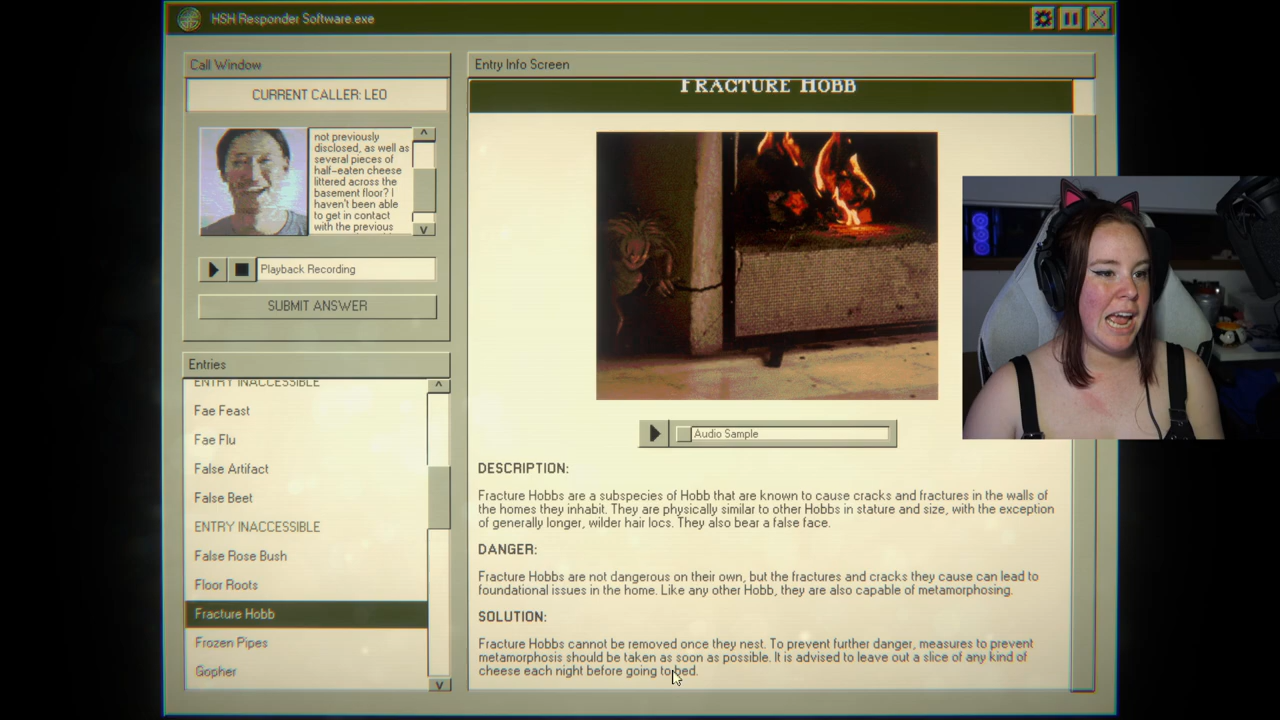 HSH Responder Software.exe
Call Window
CURRENT CALLER: LEO
not previously
disclosed, as well as
several pieces of
half-eaten cheese
littered across the
basement floor? I
haven't been able
to get in contact
with the previous
Playback Recording
SUBMIT ANSWER
Entries
ENTRY INACCESSIBLE
Fae Feast
Fae Flu
False Artifact
False Beet
ENTRY INACCESSIBLE
False Rose Bush
Floor Roots
Fracture Hobb
Frozen Pipes
Gopher
Entry Info Screen
FRACTURE HOBB
Audio Sample
DESCRIPTION:
Fracture Hobbs are a subspecies of Hobb that are known to cause cracks and fractures in the walls of
the homes they inhabit. They are physically similar to other Hobbs in stature and size, with the exception
of generally longer, wilder hair locs. They also bear a false face.
DANGER:
Fracture Hobbs are not dangerous on their own, but the fractures and cracks they cause can lead to
foundational issues in the home. Like any other Hobb, they are also capable of metamorphosing.
SOLUTION:
Fracture Hobbs cannot be removed once they nest. To prevent further danger, measures to prevent
metamorphosis should be taken as soon as possible. It is advised to leave out a slice of any kind of
cheese each night before going to bed.